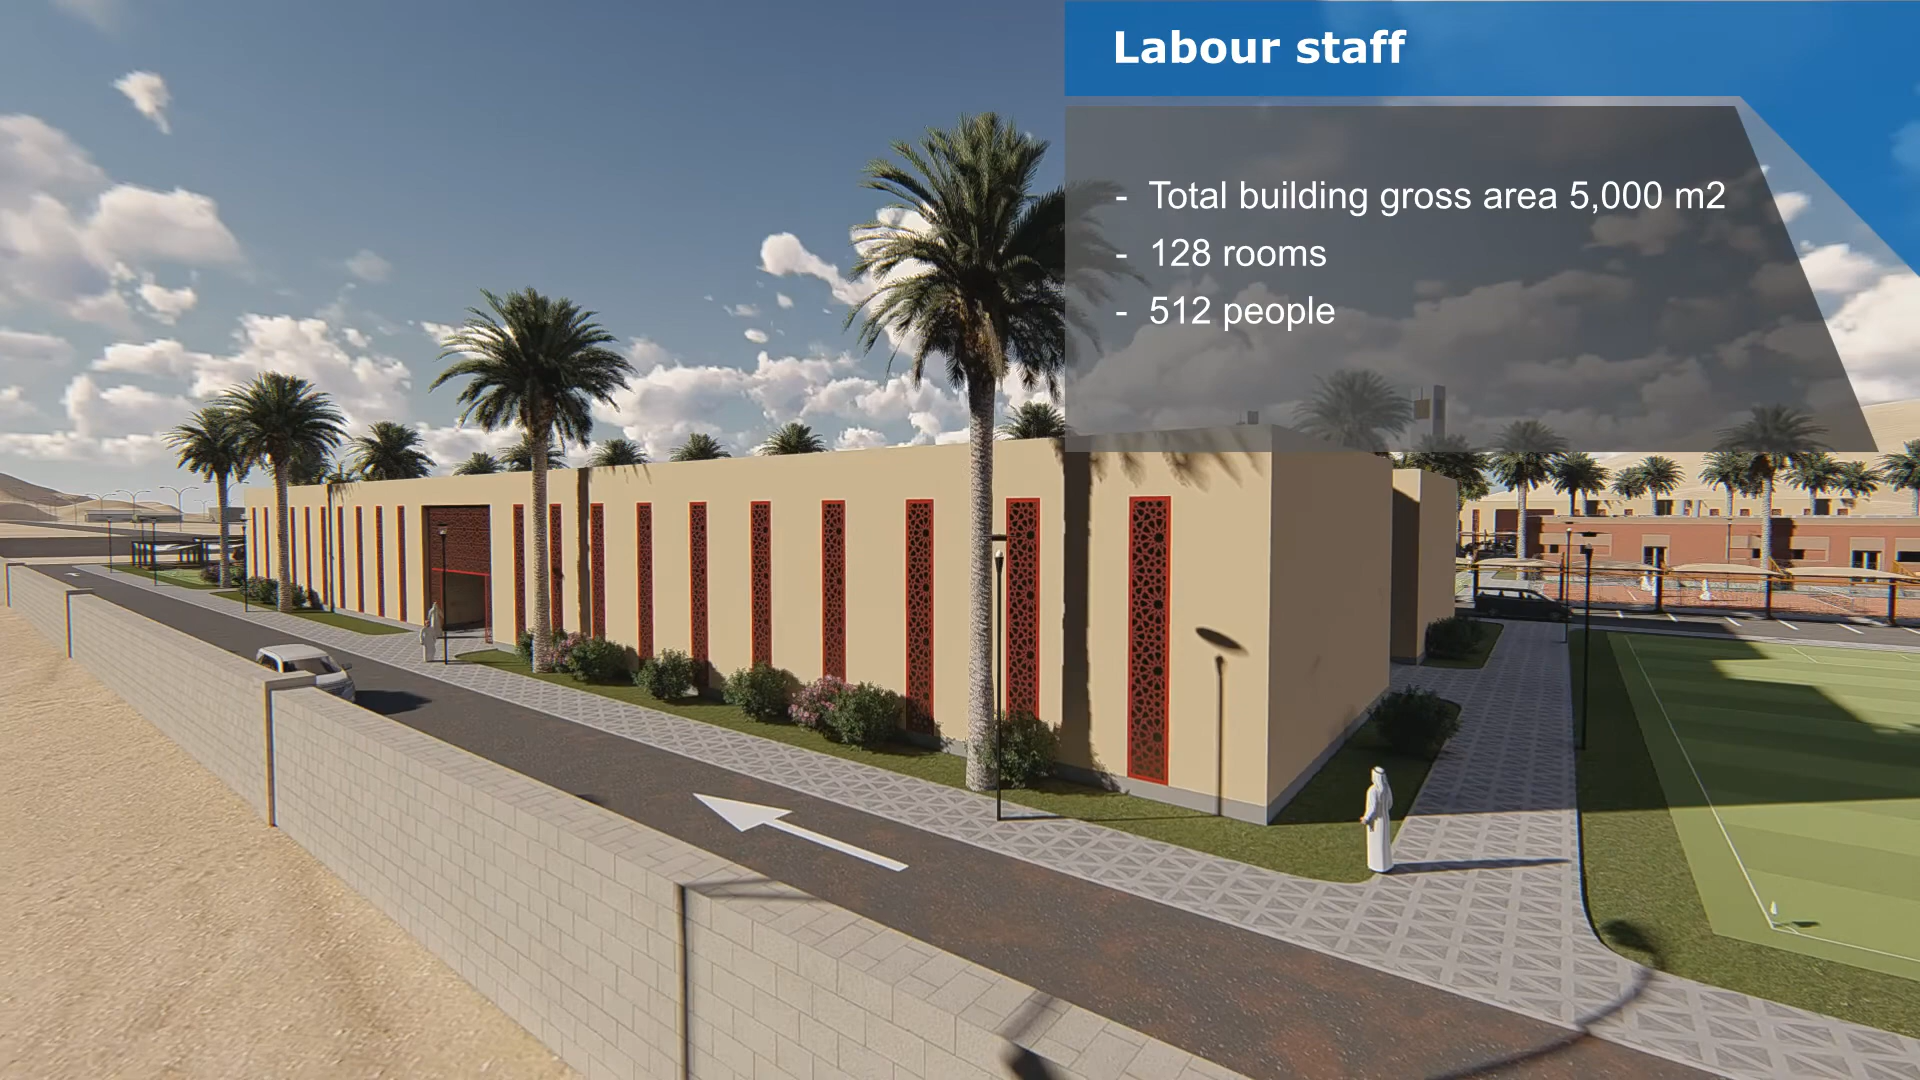 Labour staff
- Total building gross area 5,000 m2
- 128 rooms
- 512 people